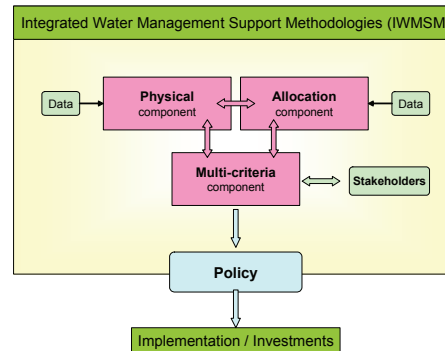 Integrated Water Management Support Methodologies (IWMSM
Data
Physical
component
Allocation
component
Data
Multi-criteria
component
Stakeholders
Policy
Implementation / Investments